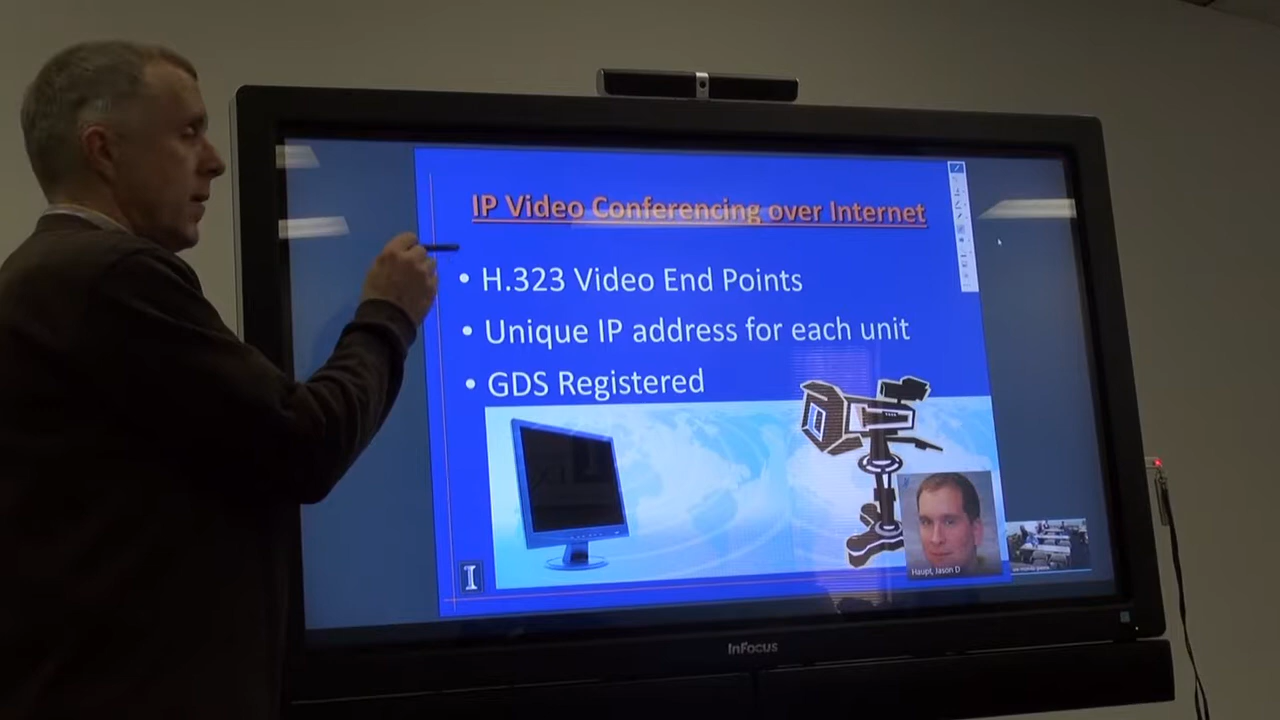 IP Video Conferencing over Internet
• H.323 Video End Points
• Unique IP address for each unit
• GDS Registered
I
Haupt, Jason D
InFocus